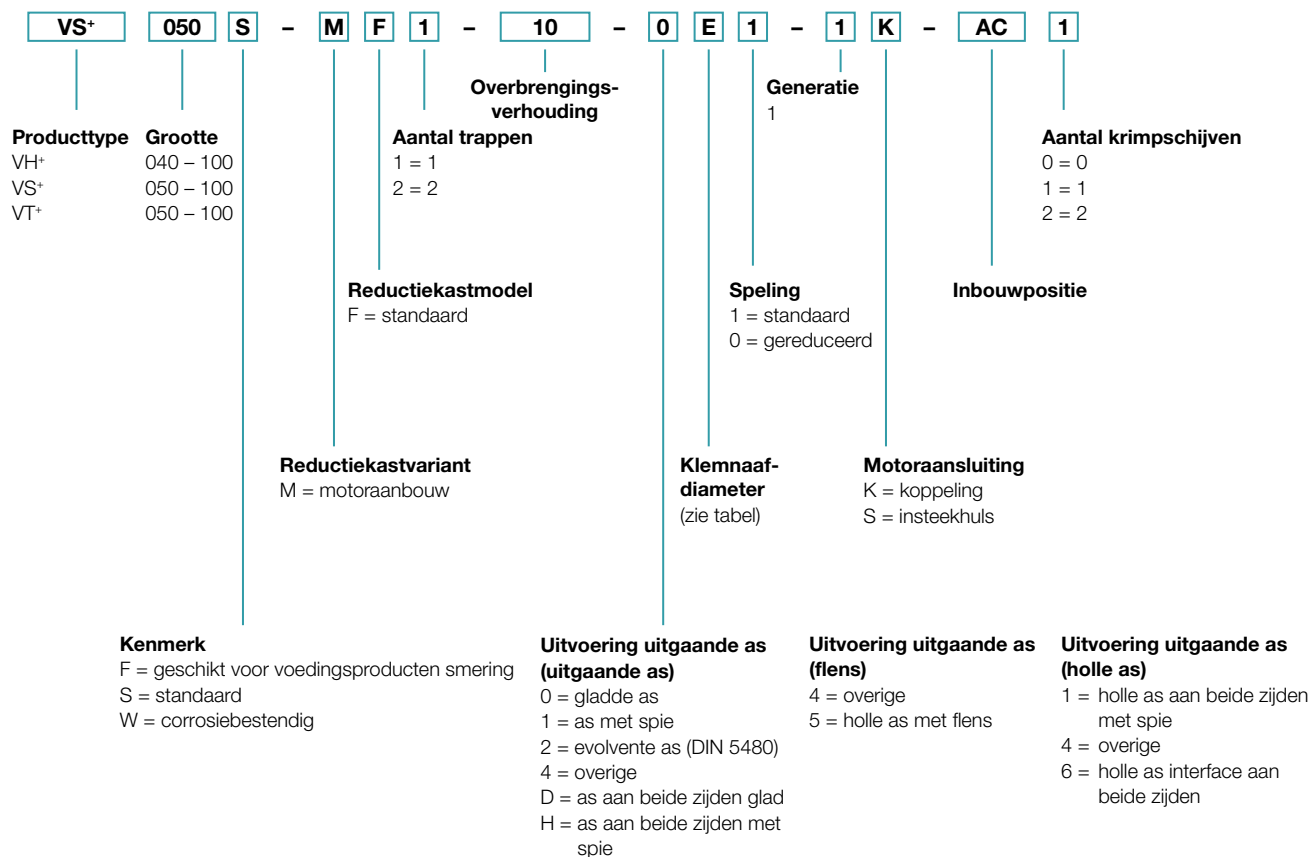 VS+ 050 S – M F 1 – 10 – 0 E 1 – 1 K – AC 1
Producttype
VH+
VS+
VT+
Grootte
040 – 100
050 – 100
050 – 100
Aantal trappen
1 = 1
2 = 2
Overbrengings-
verhouding
Generatie
1
Aantal krimpschijven
0 = 0
1 = 1
2 = 2
Reductiekastmodel
F = standaard
Speling
1 = standaard
0 = gereduceerd
Inbouwpositie
Reductiekastvariant
M = motoraanbouw
Klemnaaf-
diameter
(zie tabel)
Motoraansluiting
K = koppeling
S = insteekhuls
Kenmerk
F = geschikt voor voedingsproducten smering
S = standaard
W = corrosiebestendig
Uitvoering uitgaande as
(uitgaande as)
0 = gladde as
1 = as met spie
2 = evolvente as (DIN 5480)
4 = overige
D = as aan beide zijden glad
H = as aan beide zijden met
spie
Uitvoering uitgaande as
(flens)
4 = overige
5 = holle as met flens
Uitvoering uitgaande as
(holle as)
1 = holle as aan beide zijden
met spie
4 = overige
6 = holle as interface aan
beide zijden